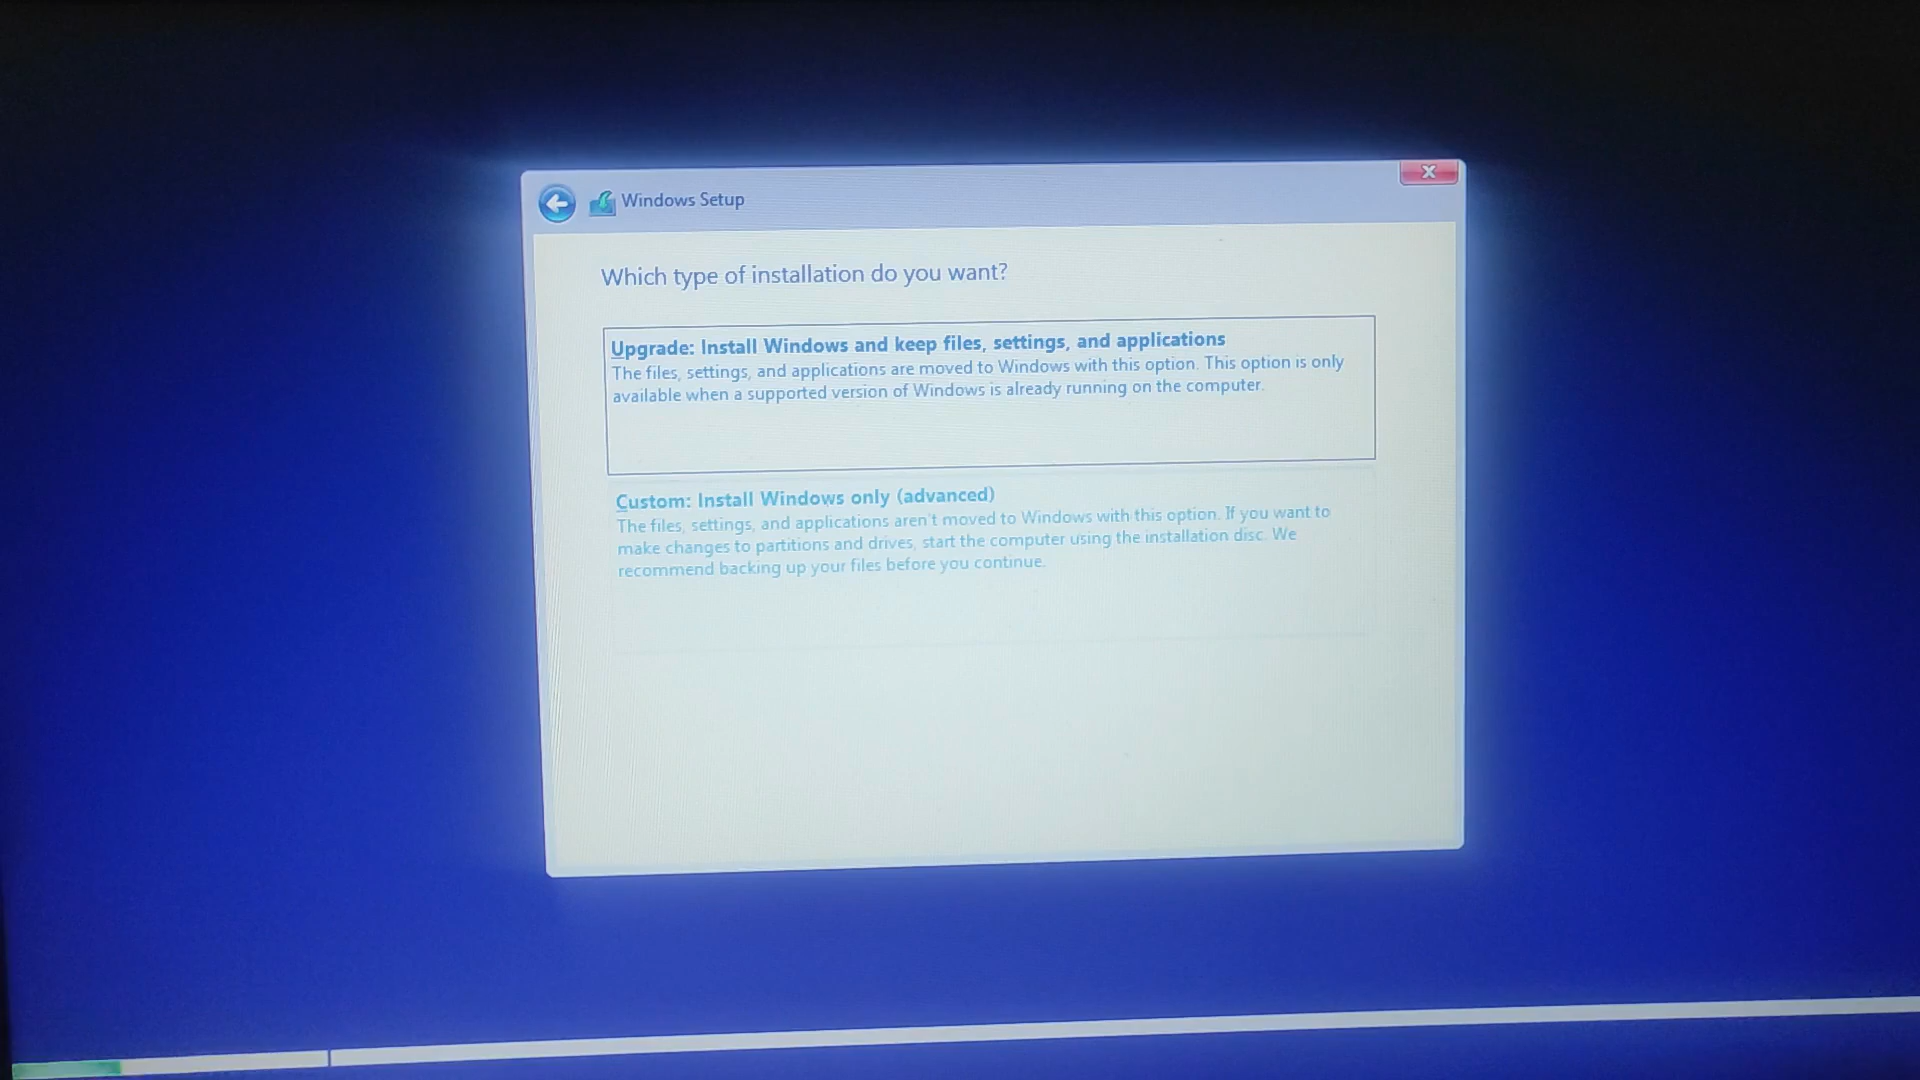 Windows Setup
Which type of installation do you want?
Upgrade: Install Windows and keep files, settings, and applications
The files, settings, and applications are moved to Windows with this option. This option is only
available when a supported version of Windows is already running on the computer.
Custom: Install Windows only (advanced)
The files, settings, and applications aren't moved to Windows with this option. If you want to
make changes to partitions and drives, start the computer using the installation disc. We
recommend backing up your files before you continue.